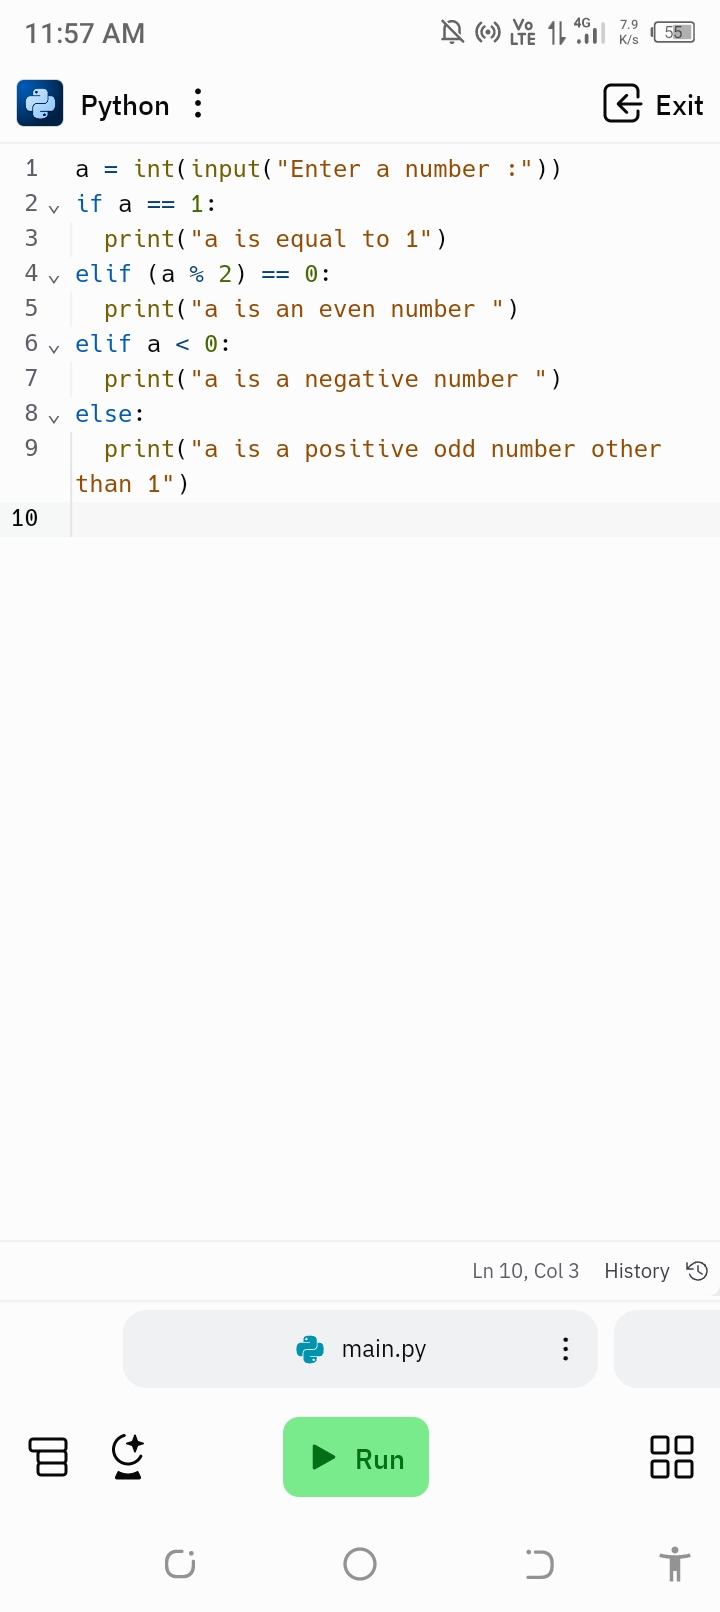 11:57 AM
Vo LTE 4G 7.9 K/s 55
Python
Exit
1 a = int(input("Enter a number :"))
2 if a == 1:
3   print("a is equal to 1")
4 elif (a % 2) == 0:
5   print("a is an even number ")
6 elif a < 0:
7   print("a is a negative number ")
8 else:
9   print("a is a positive odd number other
than 1")
10
Ln 10, Col 3 History
main.py
Run